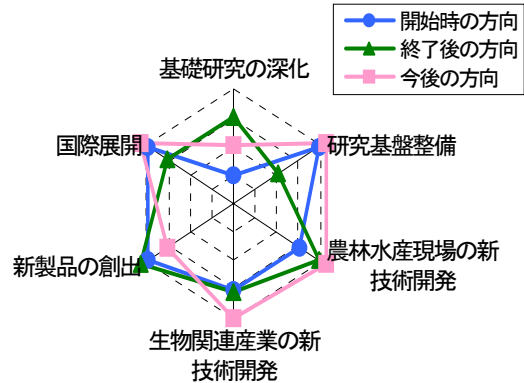 開始時の方向
終了後の方向
今後の方向
基礎研究の深化
国際展開
研究基盤整備
新製品の創出
農林水産現場の新
技術開発
生物関連産業の新
技術開発